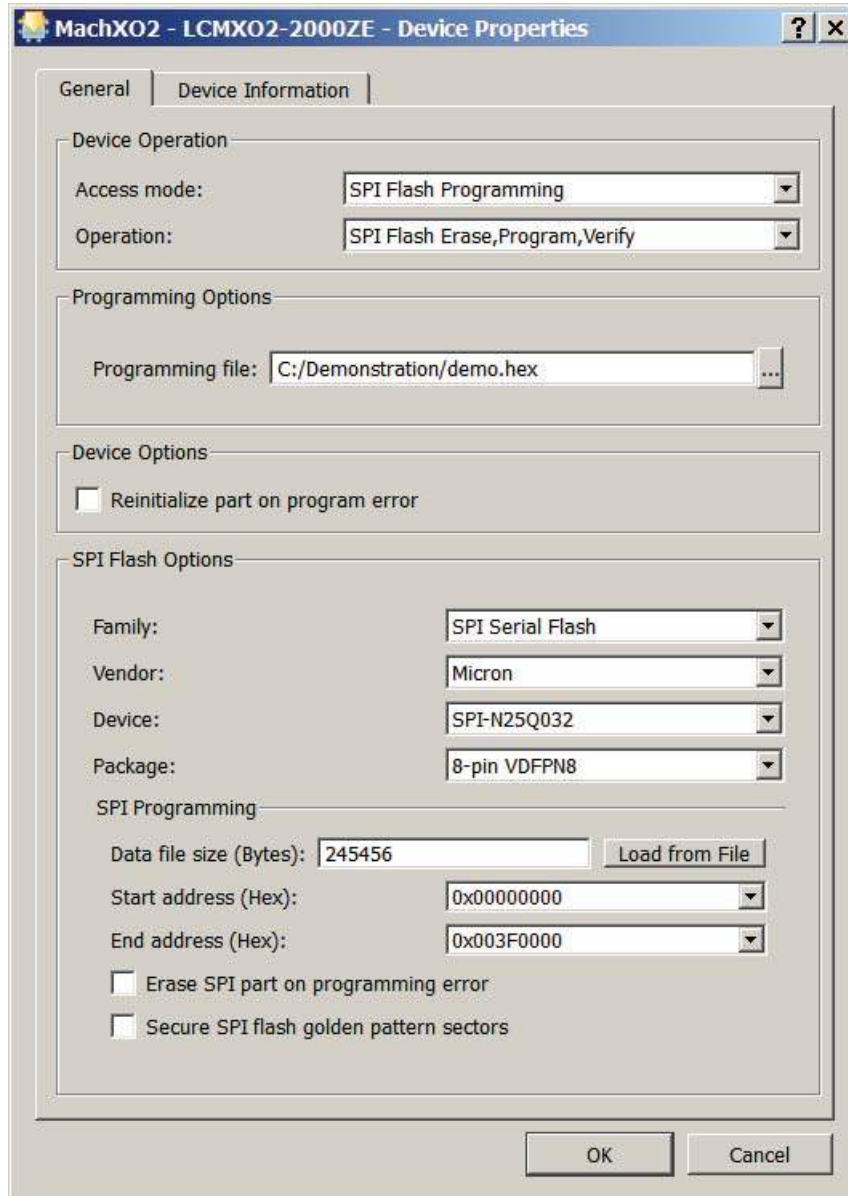 MachXO2 - LCMXO2-2000ZE - Device Properties ? ×
General Device Information
Device Operation
Access mode: SPI Flash Programming
Operation: SPI Flash Erase,Program,Verify
Programming Options
Programming file: C:/Demonstration/demo.hex ...
Device Options
Reinitialize part on program error
SPI Flash Options
Family: SPI Serial Flash
Vendor: Micron
Device: SPI-N25Q032
Package: 8-pin VDFPN8
SPI Programming
Data file size (Bytes): 245456 Load from File
Start address (Hex): 0x00000000
End address (Hex): 0x003F0000
Erase SPI part on programming error
Secure SPI flash golden pattern sectors
OK Cancel